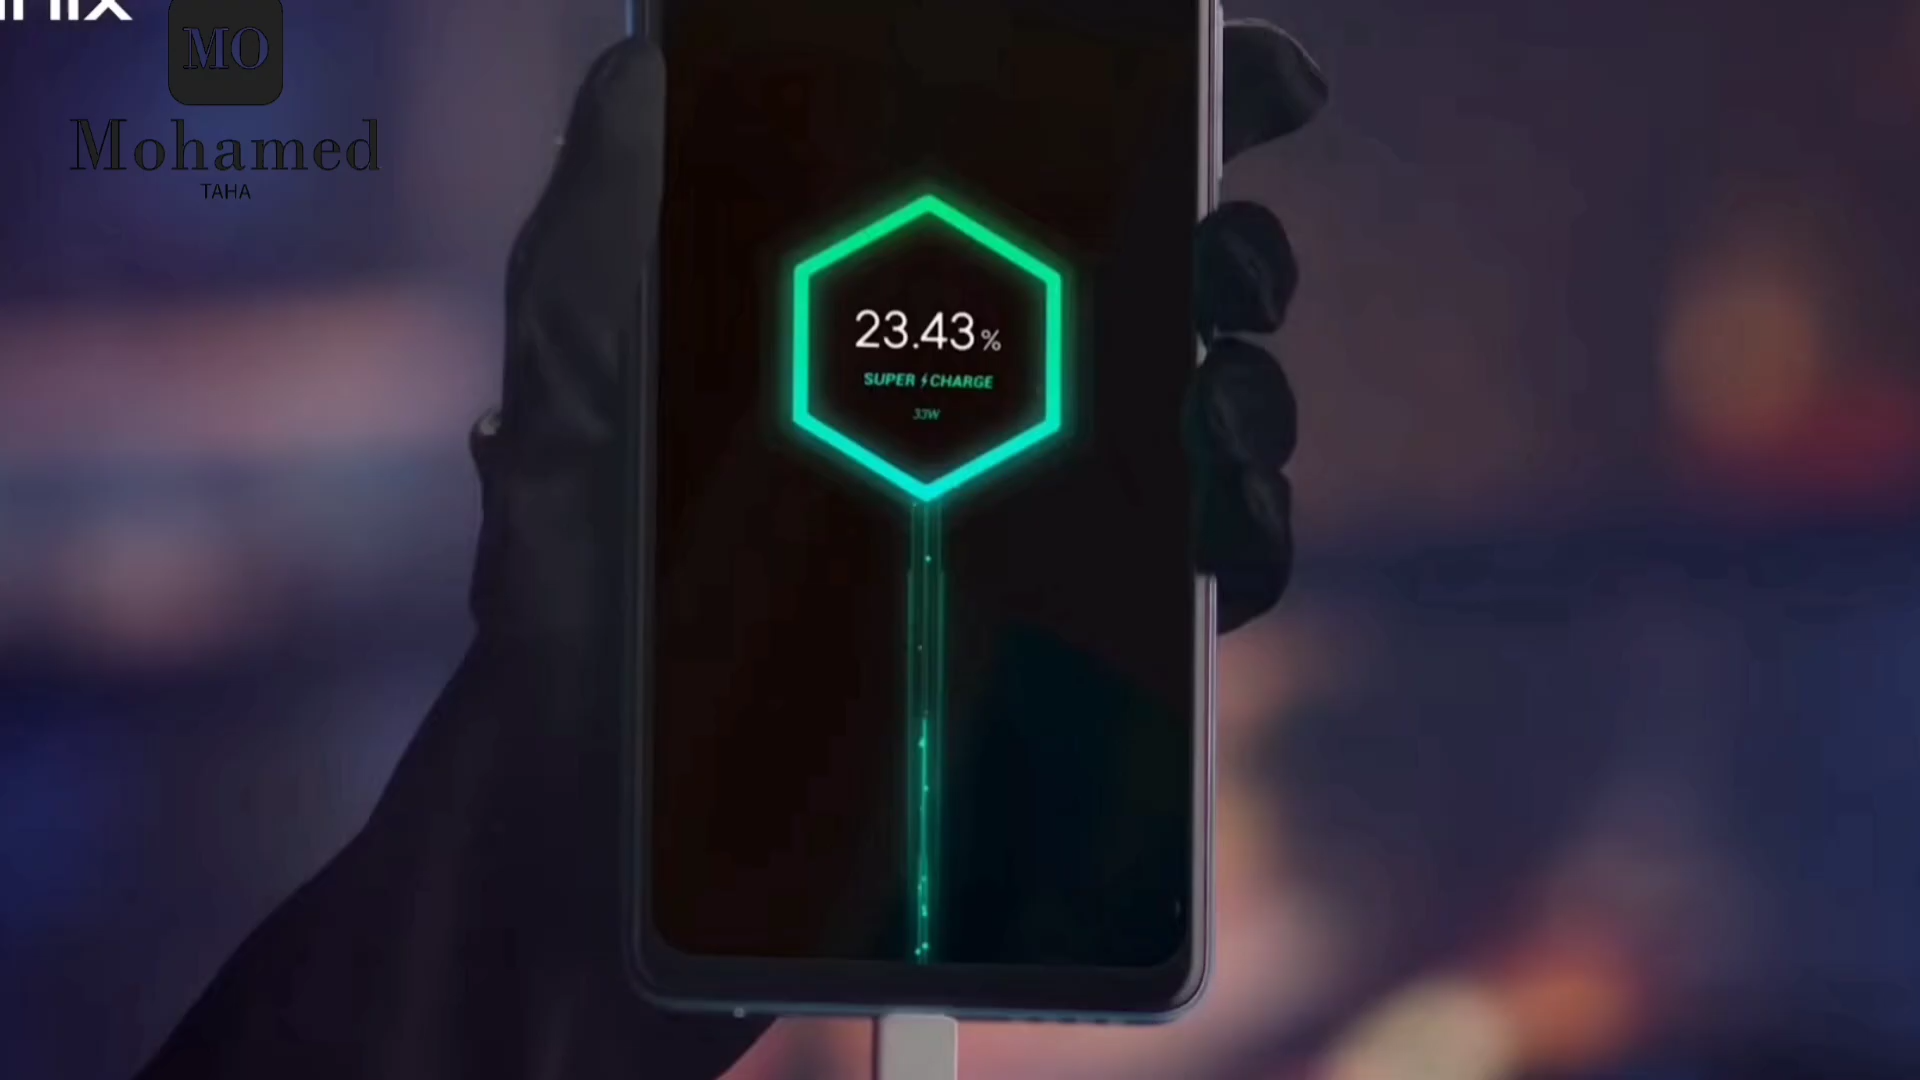 MO
Mohamed
TAHA
23.43%
SUPER CHARGE
33W